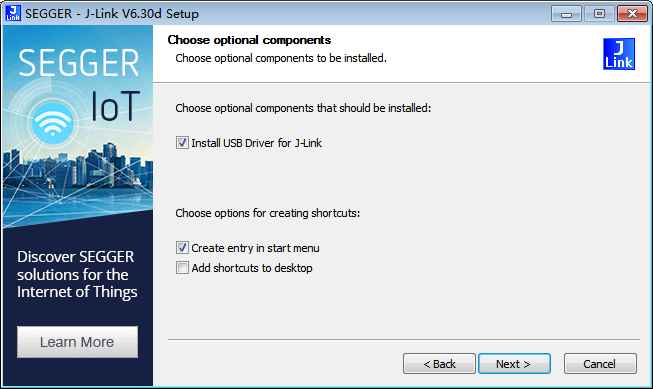 J
Link
SEGGER - J-Link V6.30d Setup
SEGGER
IoT
Discover SEGGER
solutions for the
Internet of Things
Learn More
Choose optional components
Choose optional components to be installed.
J
Link
Choose optional components that should be installed:
Install USB Driver for J-Link
Choose options for creating shortcuts:
Create entry in start menu
Add shortcuts to desktop
< Back
Next >
Cancel